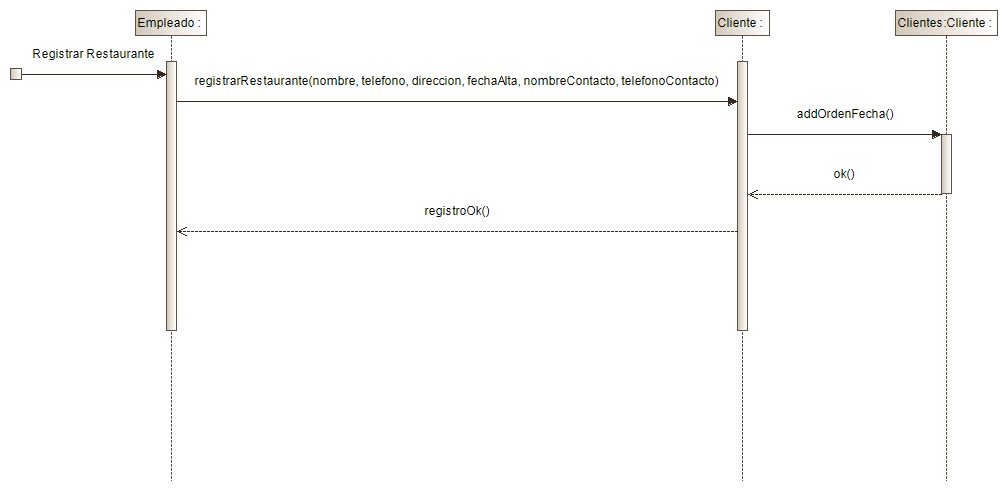 Empleado :
Cliente :
Clientes:Cliente :
Registrar Restaurante
registrarRestaurante(nombre, telefono, direccion, fechaAlta, nombreContacto, telefonoContacto)
addOrdenFecha()
ok()
registroOk()